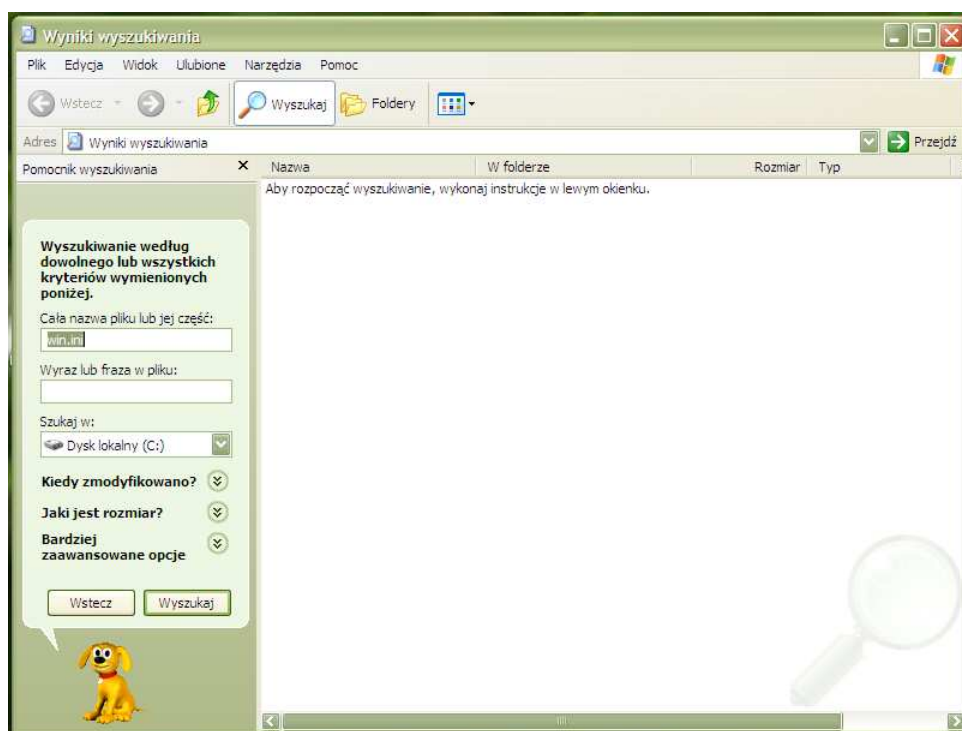 Wyniki wyszukiwania
Plik Edycja Widok Ulubione Narzędzia Pomoc
Wstecz Wyszukaj Foldery
Adres Wyniki wyszukiwania Przejdź
Pomocnik wyszukiwania
Nazwa W folderze Rozmiar Typ
Aby rozpocząć wyszukiwanie, wykonaj instrukcje w lewym okienku.
Wyszukiwanie według
dowolnego lub wszystkich
kryteriów wymienionych
poniżej.
Cała nazwa pliku lub jej część:
win.ini
Wyraz lub fraza w pliku:
Szukaj w:
Dysk lokalny (C:)
Kiedy zmodyfikowano?
Jaki jest rozmiar?
Bardziej
zaawansowane opcje
Wstecz Wyszukaj